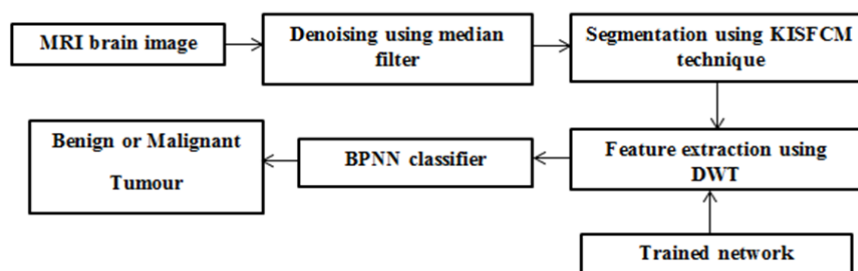 MRI brain image
Denoising using median
filter
Segmentation using KISFCM
technique
Benign or Malignant
Tumour
BPNN classifier
Feature extraction using
DWT
Trained network